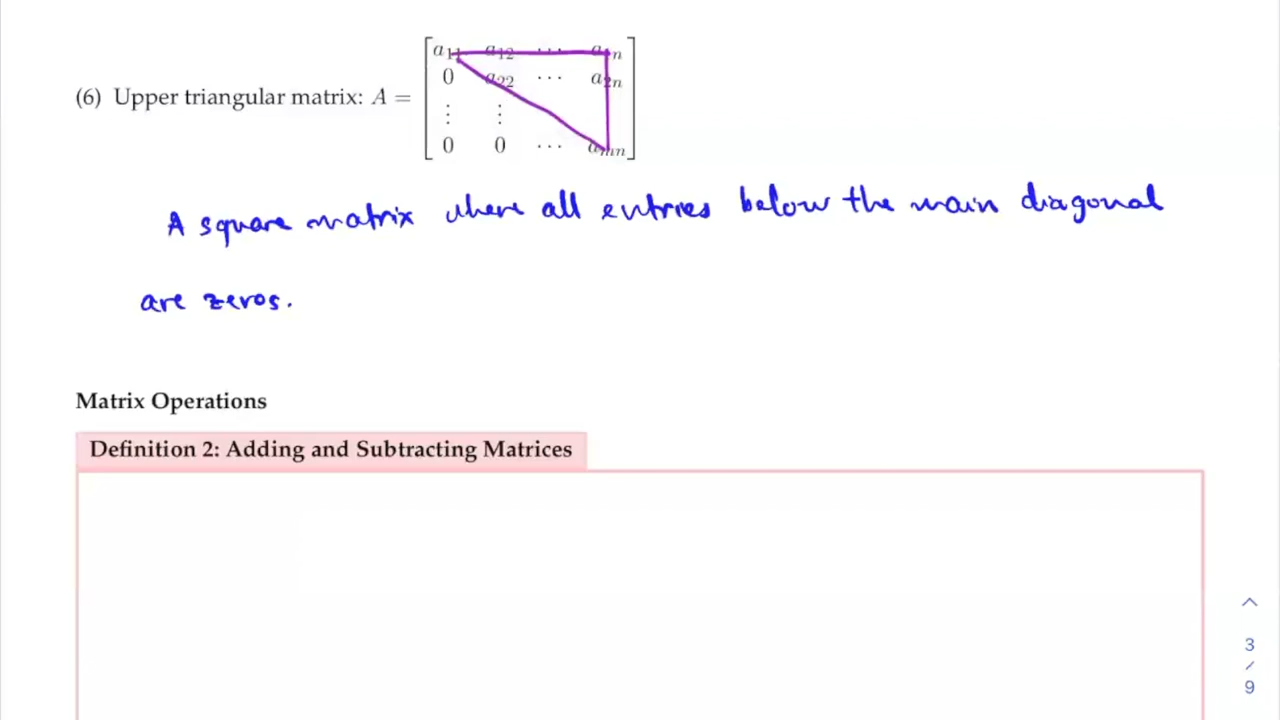 (6) Upper triangular matrix: A = [ a₁₁ a₁₂ ⋯ a₁ₙ
0 a₂₂ ⋯ a₂ₙ
⋮ ⋮
0 0 ⋯ aₘₙ ]
A square matrix where all entries below the main diagonal
are zeros.
Matrix Operations
Definition 2: Adding and Subtracting Matrices
3
/
9